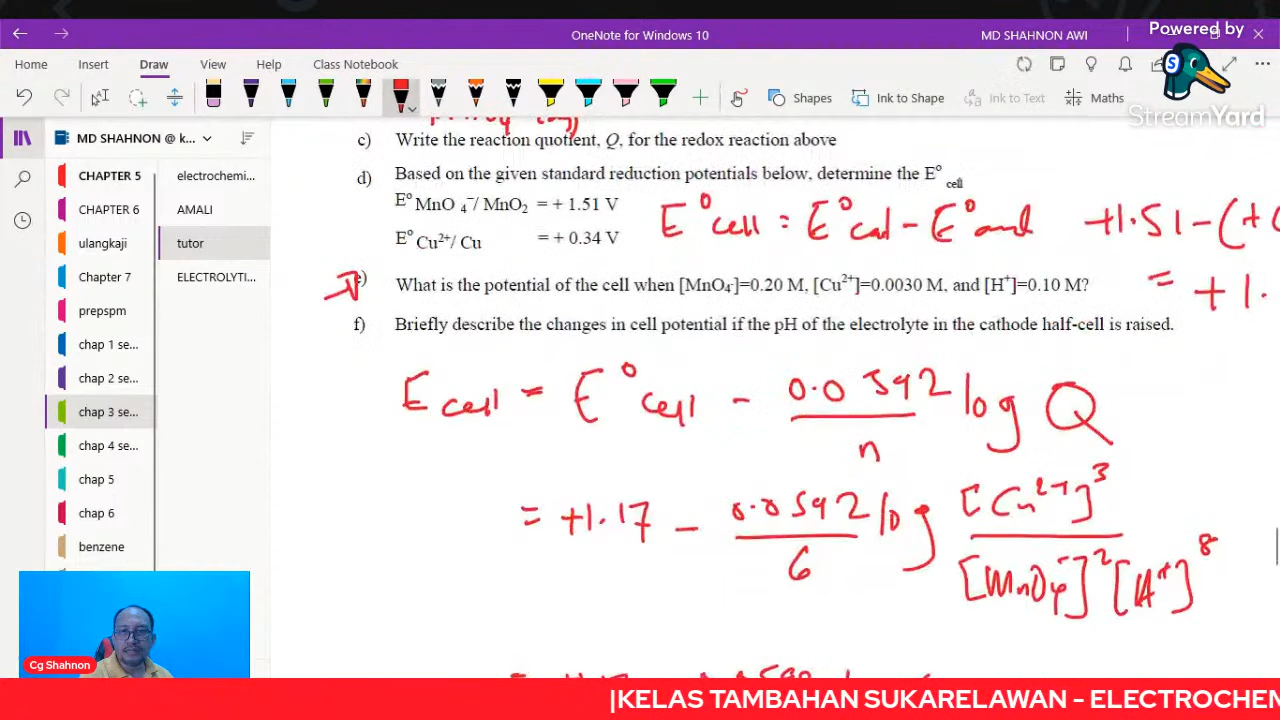 OneNote for Windows 10
MD SHAHNON AWI
Powered by
StreamYard
Home Insert Draw View Help Class Notebook
Shapes Ink to Shape Ink to Text Maths
MD SHAHNON @ k...
CHAPTER 5
CHAPTER 6
ulangkaji
Chapter 7
prepspm
chap 1 se...
chap 2 se...
chap 3 se...
chap 4 se...
chap 5
chap 6
benzene
electrochemi...
AMALI
tutor
ELECTROLYTI...
c) Write the reaction quotient, Q, for the redox reaction above
d) Based on the given standard reduction potentials below, determine the E° cell
E° MnO4⁻/ MnO2 = + 1.51 V
E° Cu²⁺/ Cu = + 0.34 V
E° cell = E° cat - E° and +1.51 - (+
= +1.
e) What is the potential of the cell when [MnO4⁻]=0.20 M, [Cu²⁺]=0.0030 M, and [H⁺]=0.10 M?
f) Briefly describe the changes in cell potential if the pH of the electrolyte in the cathode half-cell is raised.
E cell = E° cell - 0.0592/n log Q
= +1.17 - 0.0592/6 log [Cu²⁺]³/[MnO4⁻]²[H⁺]⁸
Cg Shahnon
|KELAS TAMBAHAN SUKARELAWAN - ELECTROCHEM